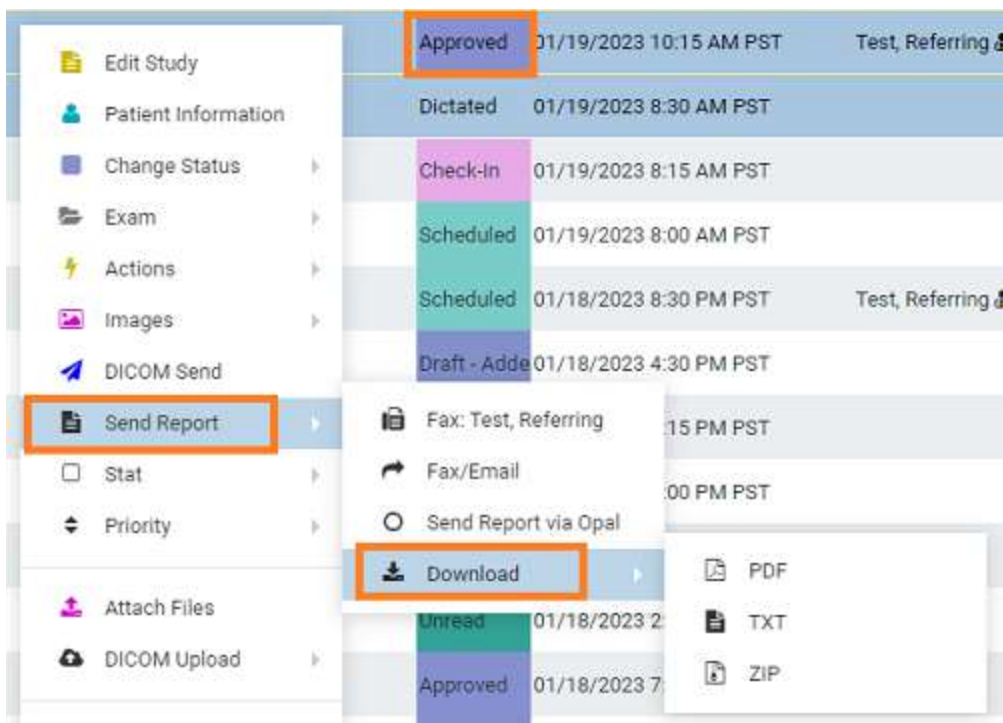 Edit Study
Patient Information
Change Status
Exam
Actions
Images
DICOM Send
Send Report
Stat
Priority
Attach Files
DICOM Upload
Approved 01/19/2023 10:15 AM PST Test, Referring
Dictated 01/19/2023 8:30 AM PST
Check-In 01/19/2023 8:15 AM PST
Scheduled 01/19/2023 8:00 AM PST
Scheduled 01/18/2023 8:30 PM PST Test, Referring
Draft - Adde 01/18/2023 4:30 PM PST
:15 PM PST
:00 PM PST
Unread 01/18/2023 2:
Approved 01/18/2023 7:
Fax: Test, Referring
Fax/Email
Send Report via Opal
Download
PDF
TXT
ZIP